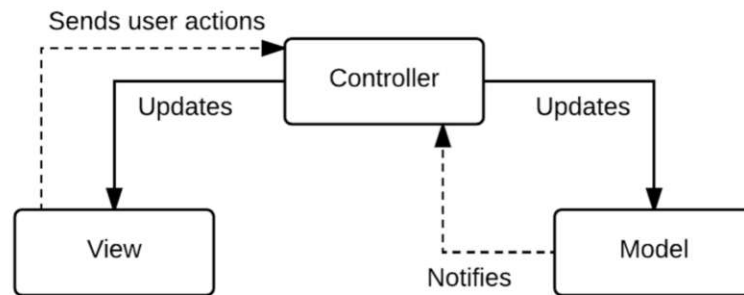 Sends user actions
Controller
Updates
Updates
View
Model
Notifies